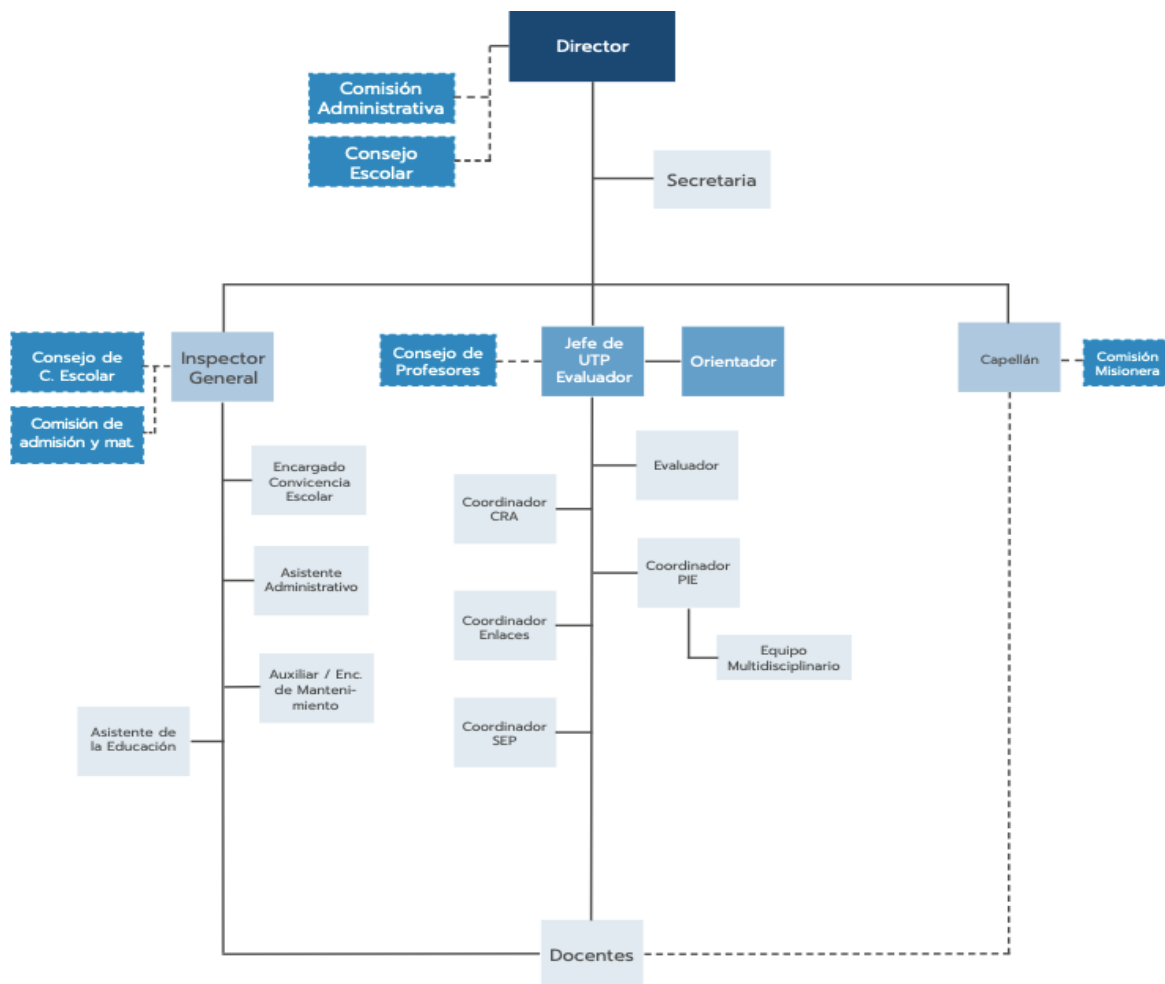 Director
Comisión
Administrativa
Consejo
Escolar
Secretaria
Consejo de
C. Escolar
Comisión de
admisión y mat.
Inspector
General
Consejo de
Profesores
Jefe de
UTP
Evaluador
Orientador
Capellán
Comisión
Misionera
Encargado
Convicencia
Escolar
Evaluador
Coordinador
CRA
Asistente
Administrativo
Coordinador
PIE
Coordinador
Enlaces
Equipo
Multidisciplinario
Auxiliar / Enc.
de Manteni-
miento
Asistente de
la Educación
Coordinador
SEP
Docentes